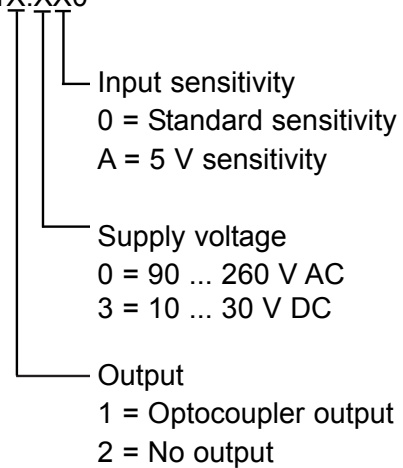 Input sensitivity
0 = Standard sensitivity
A = 5 V sensitivity
Supply voltage
0 = 90 ... 260 V AC
3 = 10 ... 30 V DC
Output
1 = Optocoupler output
2 = No output